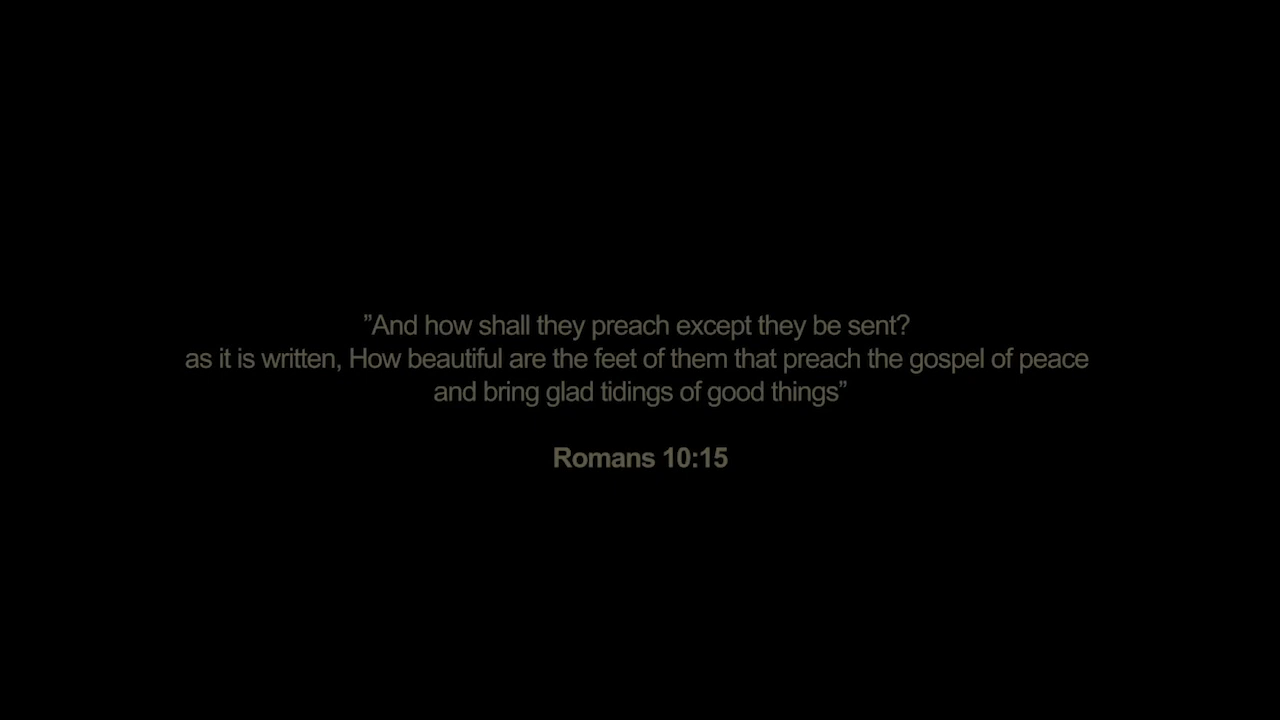 ”And how shall they preach except they be sent?
as it is written, How beautiful are the feet of them that preach the gospel of peace
and bring glad tidings of good things”
Romans 10:15